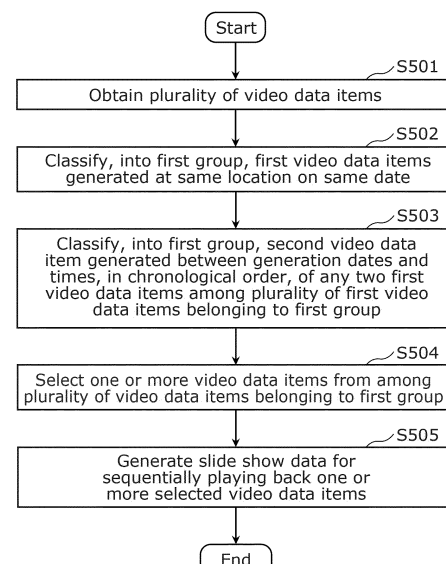 Start
S501
Obtain plurality of video data items
S502
Classify, into first group, first video data items
generated at same location on same date
S503
Classify, into first group, second video data
item generated between generation dates and
times, in chronological order, of any two first
video data items among plurality of first video
data items belonging to first group
S504
Select one or more video data items from among
plurality of video data items belonging to first group
S505
Generate slide show data for
sequentially playing back one or
more selected video data items
End